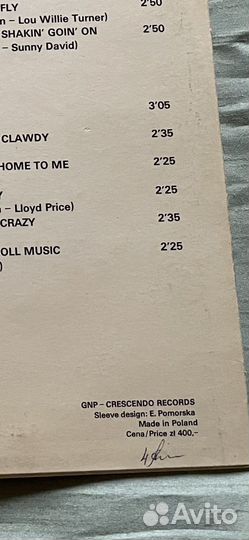 FLY 2'50
n – Lou Willie Turner)
SHAKIN' GOIN' ON 2'50
– Sunny David)
3'05
CLAWDY 2'35
HOME TO ME 2'25
Y 2'25
n – Lloyd Price)
CRAZY 2'35
OLL MUSIC 2'25
)
GNP – CRESCENDO RECORDS
Sleeve design: E. Pomorska
Made in Poland
Cena/Price zł 400,-
Avito